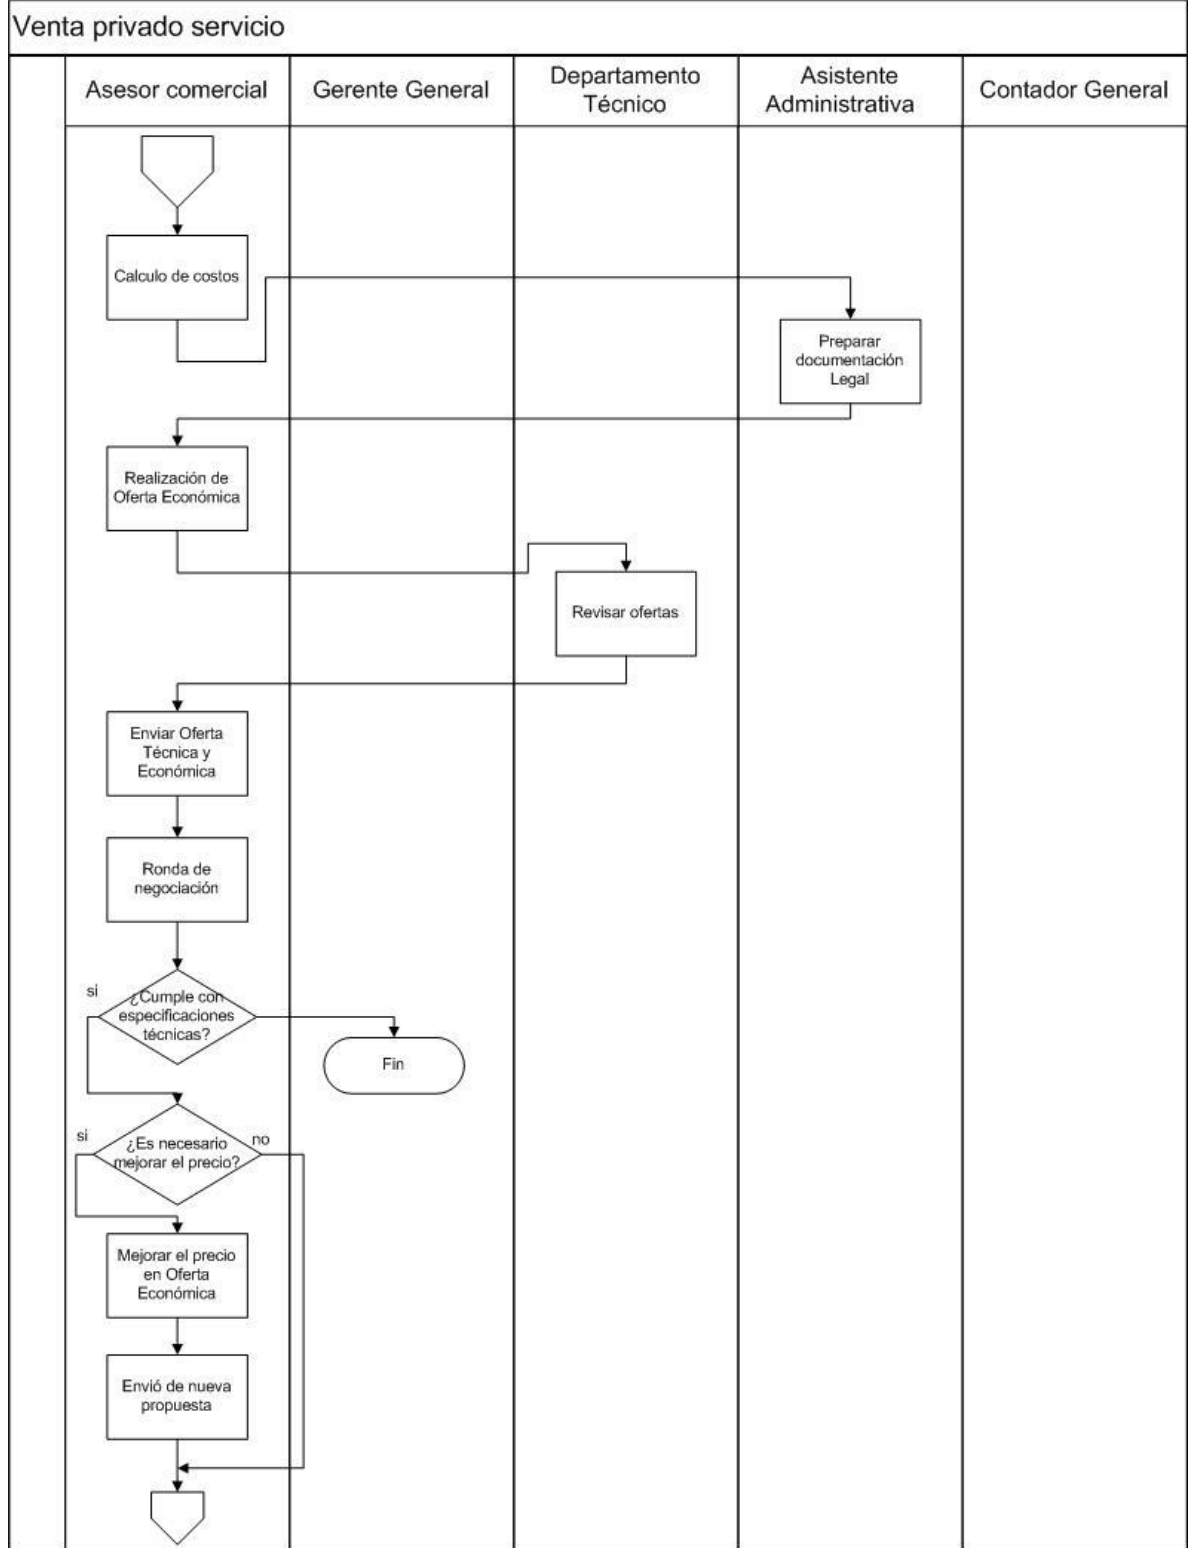 Venta privado servicio
Asesor comercial
Gerente General
Departamento
Técnico
Asistente
Administrativa
Contador General
Calculo de costos
Preparar
documentación
Legal
Realización de
Oferta Económica
Revisar ofertas
Enviar Oferta
Técnica y
Económica
Ronda de
negociación
si
¿Cumple con
especificaciones
técnicas?
Fin
si
¿Es necesario
mejorar el precio?
no
Mejorar el precio
en Oferta
Económica
Envió de nueva
propuesta